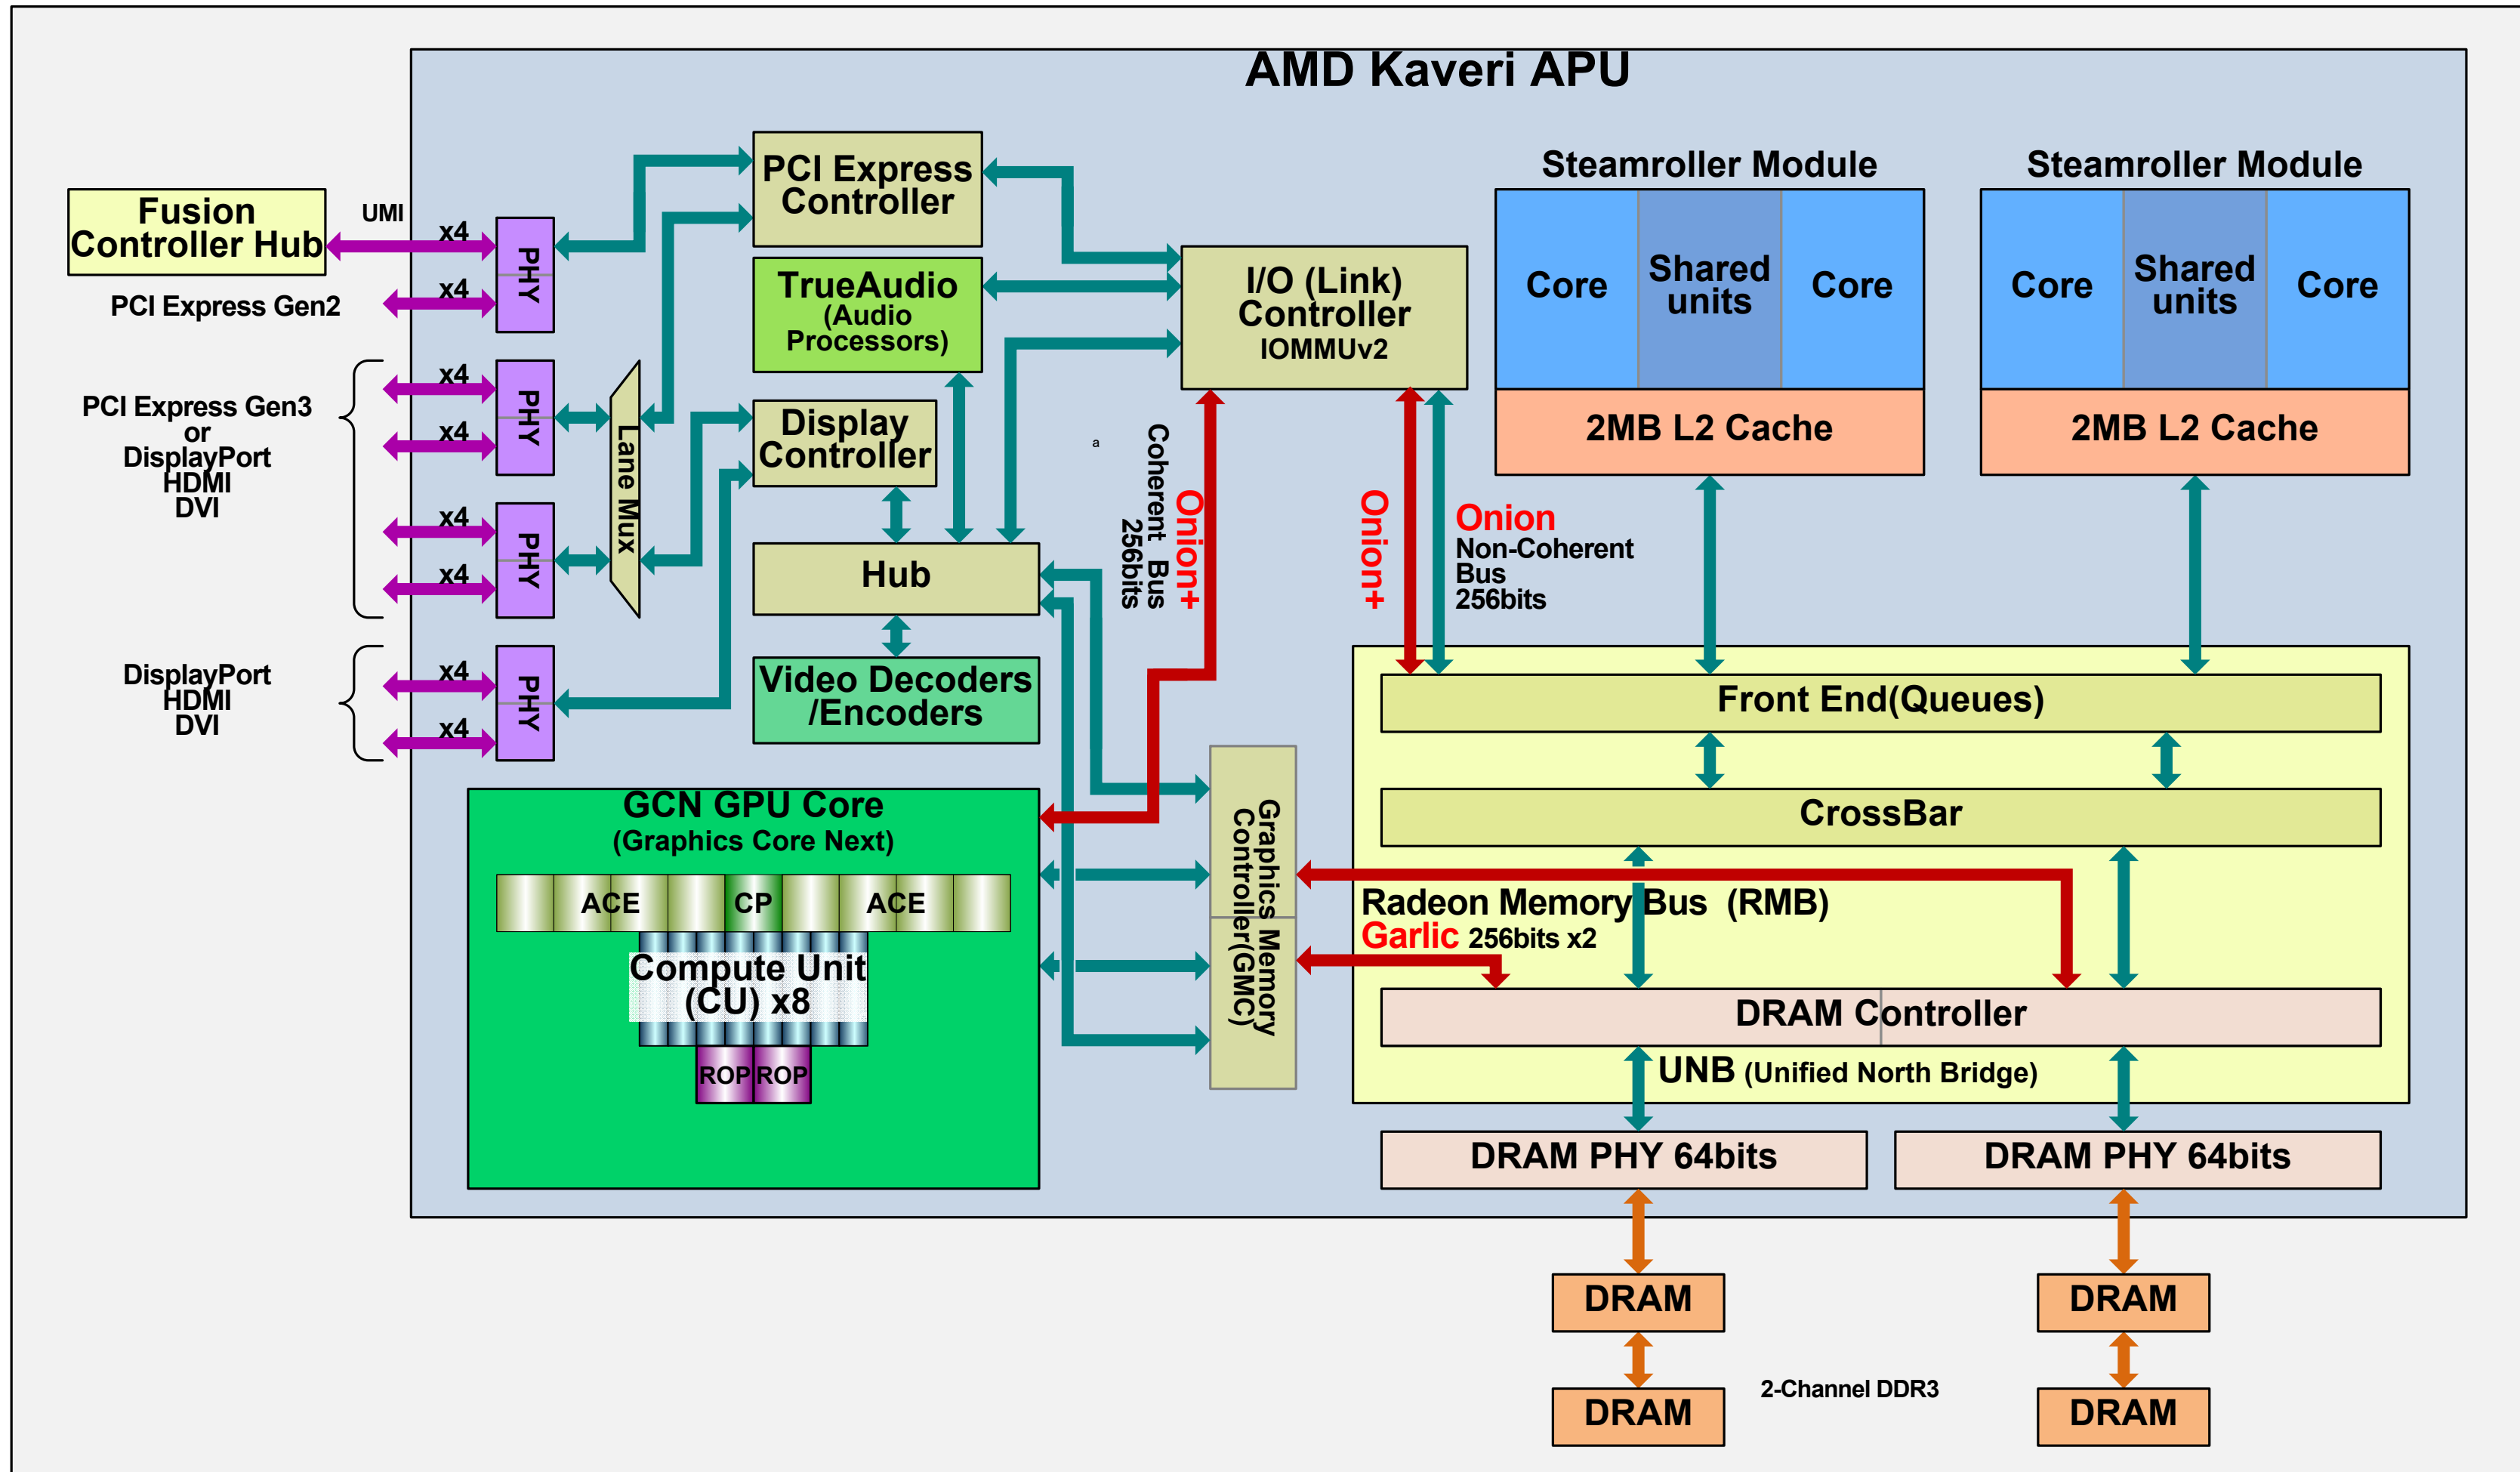 AMD Kaveri APU
Fusion
Controller Hub
UMI
x4
x4
PCI Express Gen2
PHY
PCI Express
Controller
TrueAudio
(Audio
Processors)
I/O (Link)
Controller
IOMMUv2
Steamroller Module
Core
Shared
units
Core
2MB L2 Cache
Steamroller Module
Core
Shared
units
Core
2MB L2 Cache
PCI Express Gen3
or
DisplayPort
HDMI
DVI
x4
x4
PHY
x4
x4
PHY
Lane Mux
Display
Controller
a
Hub
Coherent Bus
256bits
Onion+
Onion+
Onion
Non-Coherent
Bus
256bits
DisplayPort
HDMI
DVI
x4
x4
PHY
Video Decoders
/Encoders
GCN GPU Core
(Graphics Core Next)
ACE
CP
ACE
Compute Unit
(CU) x8
ROP
ROP
Graphics Memory
Controller(GMC)
Front End(Queues)
CrossBar
Radeon Memory Bus (RMB)
Garlic 256bits x2
DRAM Controller
UNB (Unified North Bridge)
DRAM PHY 64bits
DRAM PHY 64bits
DRAM
DRAM
2-Channel DDR3
DRAM
DRAM